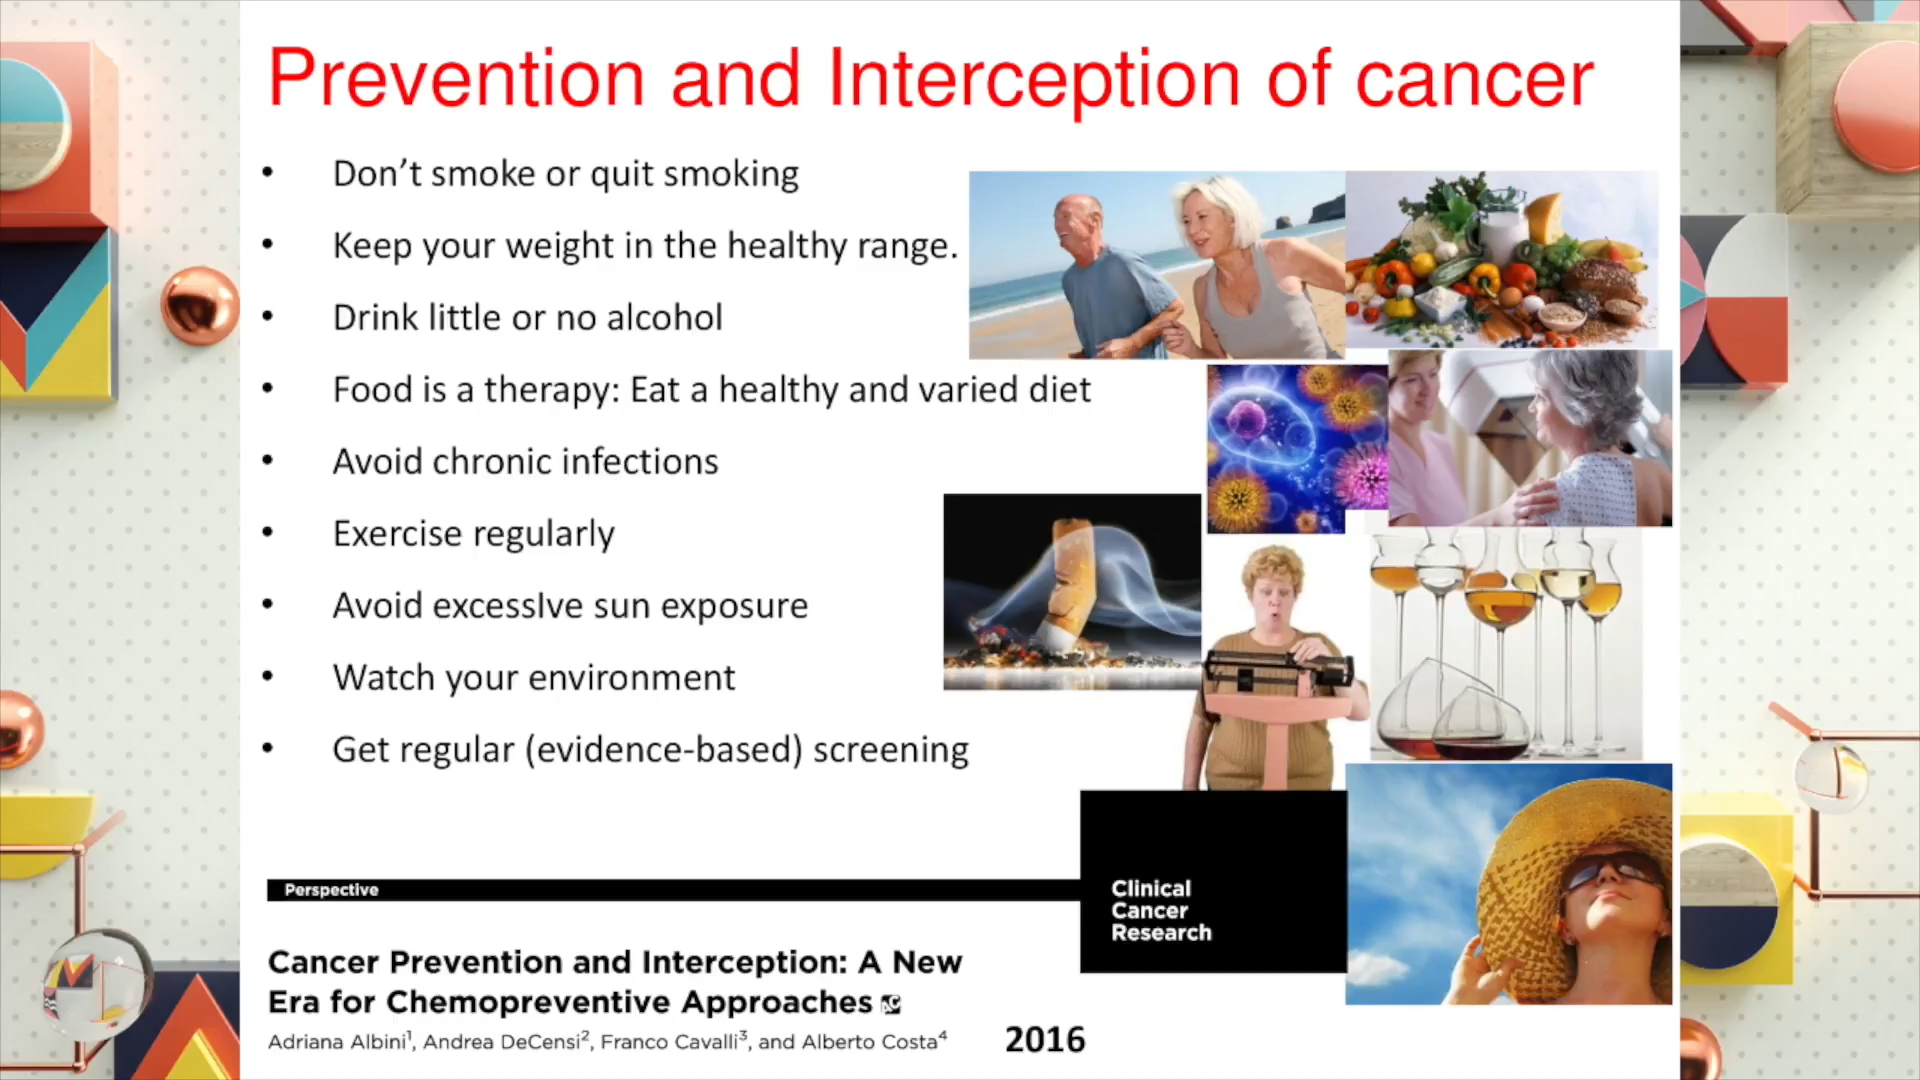 Prevention and Interception of cancer
• Don’t smoke or quit smoking
• Keep your weight in the healthy range.
• Drink little or no alcohol
• Food is a therapy: Eat a healthy and varied diet
• Avoid chronic infections
• Exercise regularly
• Avoid excessIve sun exposure
• Watch your environment
• Get regular (evidence-based) screening
Perspective
Clinical
Cancer
Research
Cancer Prevention and Interception: A New
Era for Chemopreventive Approaches
Adriana Albini¹, Andrea DeCensi², Franco Cavalli³, and Alberto Costa⁴
2016